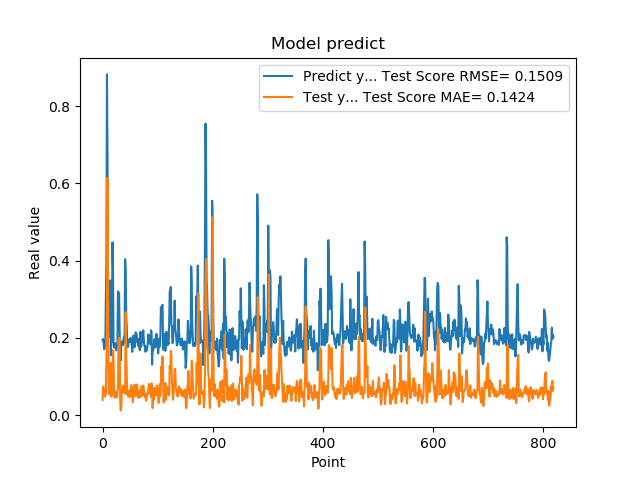 Model predict
Predict y... Test Score RMSE= 0.1509
Test y... Test Score MAE= 0.1424
Real value
0.8
0.6
0.4
0.2
0.0
0 200 400 600 800
Point